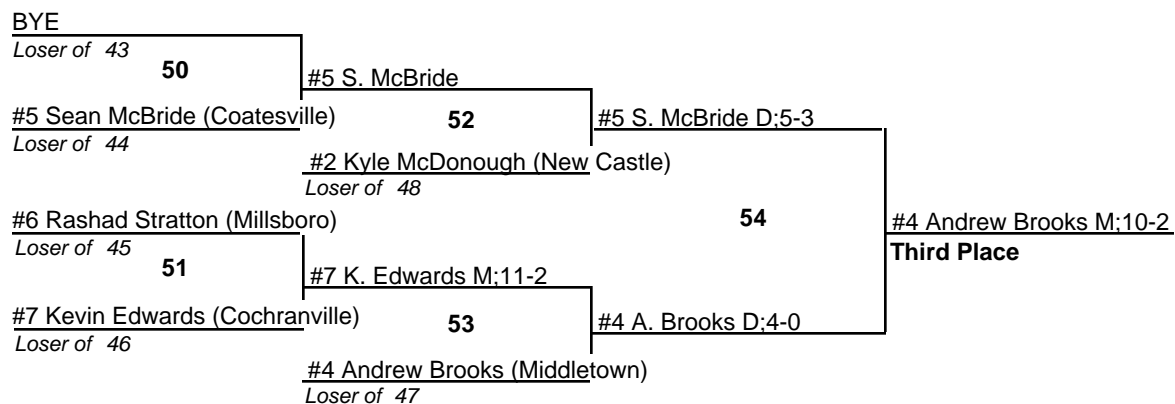 BYE
Loser of 43
50
#5 S. McBride
#5 Sean McBride (Coatesville)
Loser of 44
52
#5 S. McBride D;5-3
#2 Kyle McDonough (New Castle)
Loser of 48
#6 Rashad Stratton (Millsboro)
Loser of 45
54
#4 Andrew Brooks M;10-2
Third Place
51
#7 K. Edwards M;11-2
#7 Kevin Edwards (Cochranville)
Loser of 46
53
#4 A. Brooks D;4-0
#4 Andrew Brooks (Middletown)
Loser of 47